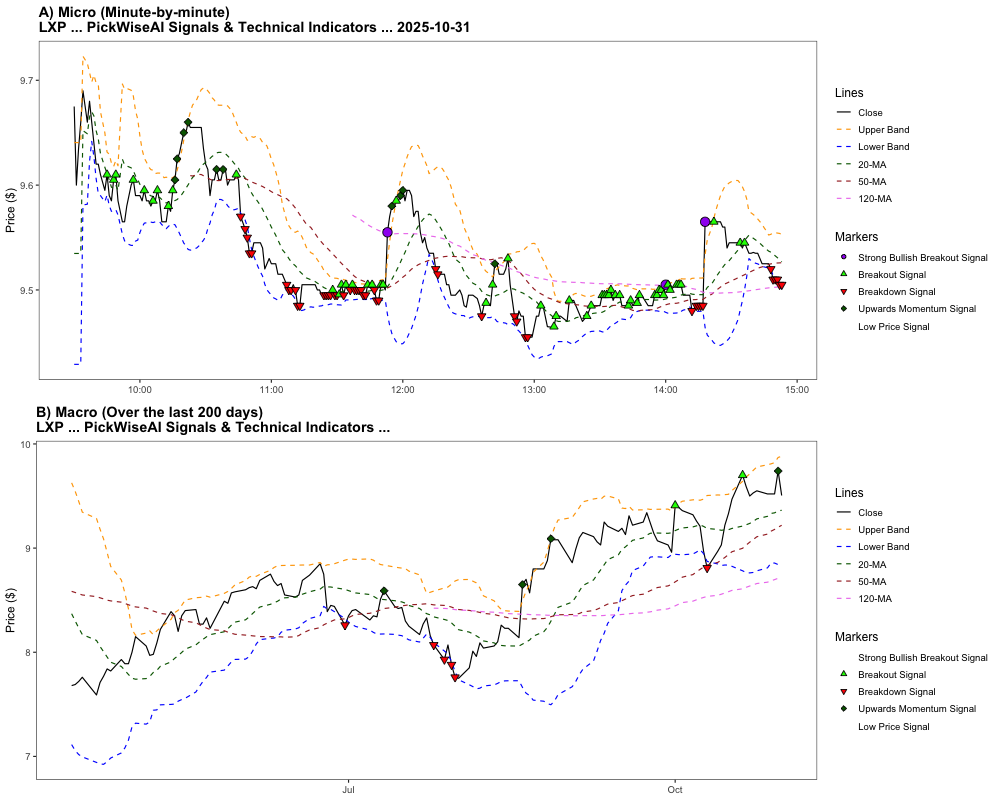 A) Micro (Minute-by-minute)
LXP ... PickWiseAI Signals & Technical Indicators ... 2025-10-31
Price ($)
9.7
9.6
9.5
10:00
11:00
12:00
13:00
14:00
15:00
Lines
Close
Upper Band
Lower Band
20-MA
50-MA
120-MA
Markers
Strong Bullish Breakout Signal
Breakout Signal
Breakdown Signal
Upwards Momentum Signal
Low Price Signal
B) Macro (Over the last 200 days)
LXP ... PickWiseAI Signals & Technical Indicators ...
Price ($)
10
9
8
7
Jul
Oct
Lines
Close
Upper Band
Lower Band
20-MA
50-MA
120-MA
Markers
Strong Bullish Breakout Signal
Breakout Signal
Breakdown Signal
Upwards Momentum Signal
Low Price Signal